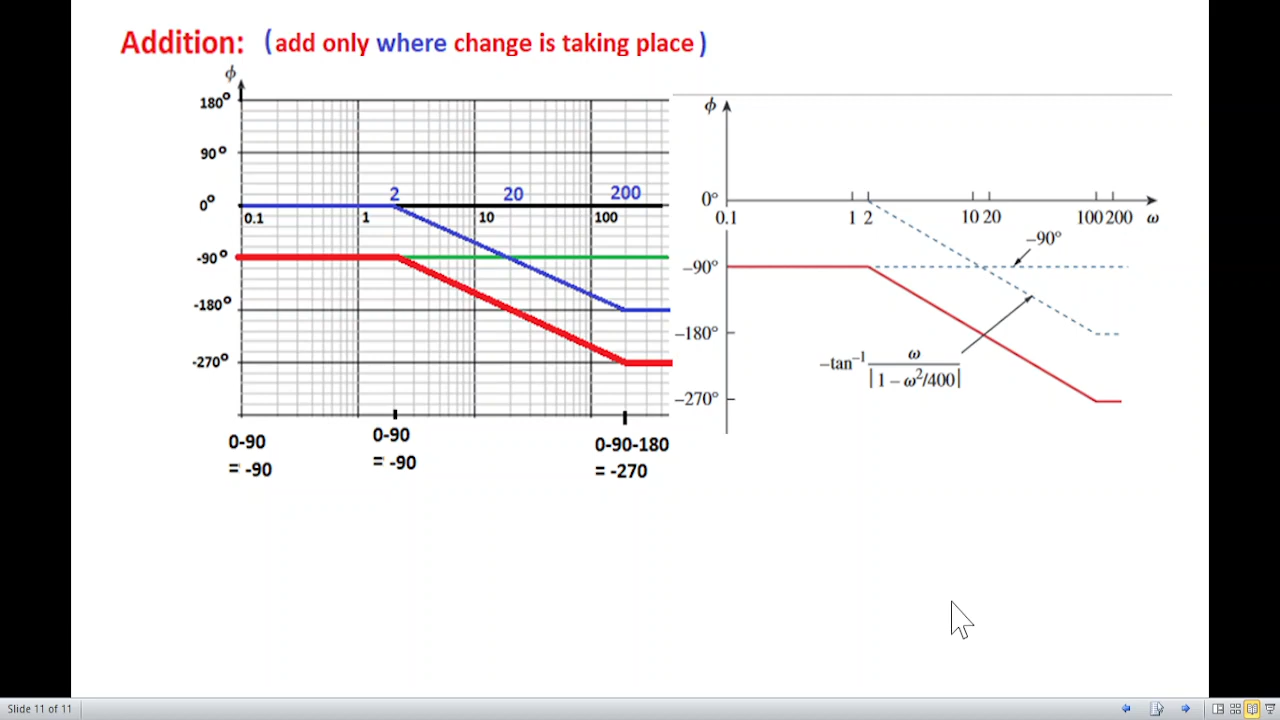 Addition: (add only where change is taking place)
ϕ
180°
90°
0°
-90°
-180°
-270°
2 20 200
0.1 1 10 100
0-90
= -90
0-90
= -90
0-90-180
= -270
ϕ
0°
0.1 1 2 10 20 100 200 ω
–90°
–90°
–180°
–tan⁻¹ ω / |1 – ω²/400|
–270°
Slide 11 of 11